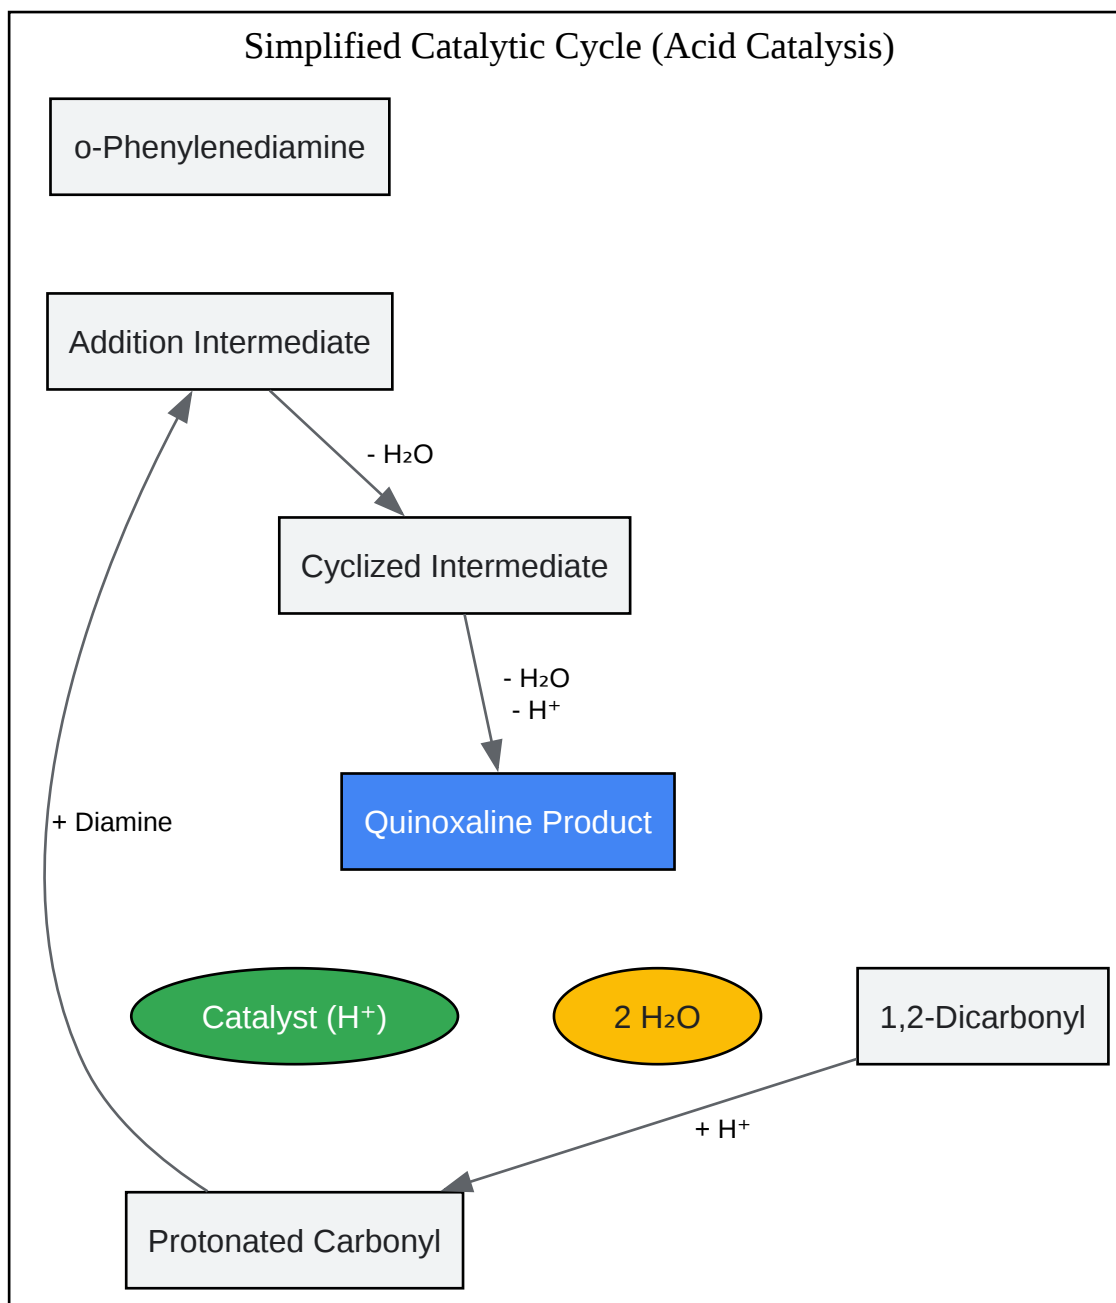 Simplified Catalytic Cycle (Acid Catalysis)
o-Phenylenediamine
Addition Intermediate
- H₂O
Cyclized Intermediate
- H₂O
- H⁺
+ Diamine
Quinoxaline Product
Catalyst (H⁺)
2 H₂O
1,2-Dicarbonyl
+ H⁺
Protonated Carbonyl